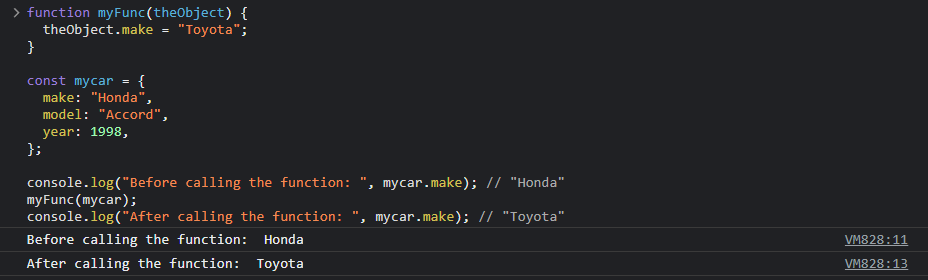 function myFunc(theObject) {
  theObject.make = "Toyota";
}

const mycar = {
  make: "Honda",
  model: "Accord",
  year: 1998,
};

console.log("Before calling the function: ", mycar.make); // "Honda"
myFunc(mycar);
console.log("After calling the function: ", mycar.make); // "Toyota"
Before calling the function:  Honda VM828:11
After calling the function:  Toyota VM828:13